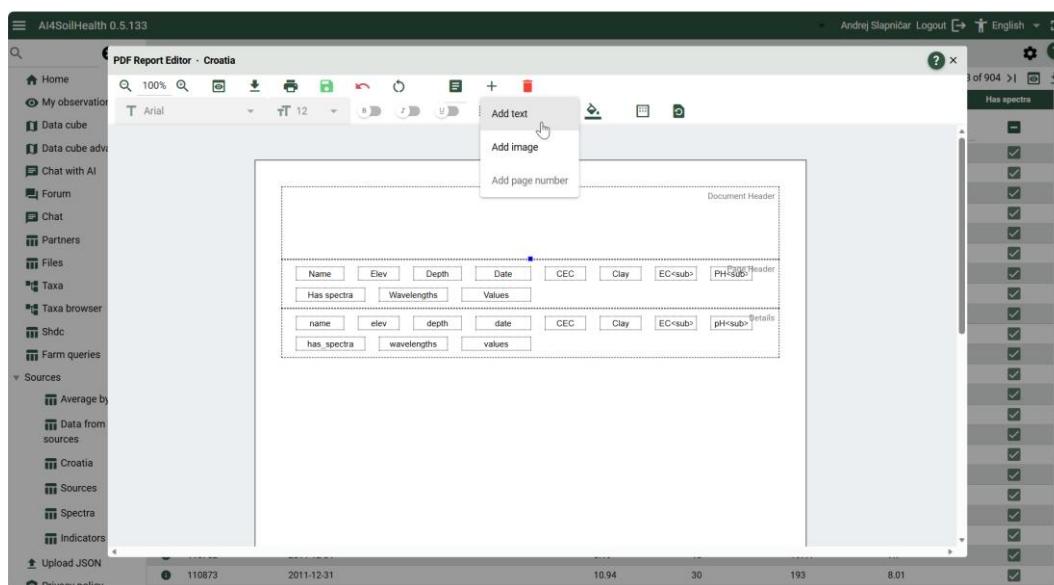 AI4SoilHealth 0.5.133
Andrej Slapničar Logout English
PDF Report Editor - Croatia
of 904
Home
My observation
Data cube
Data cube adva
Chat with AI
Forum
Chat
Partners
Files
Taxa
Taxa browser
Shdc
Farm queries
Sources
Average by
Data from
sources
Croatia
Sources
Spectra
Indicators
Upload JSON
Privacy policy
100%
Arial 12 B I U
Add text
Add image
Add page number
Has spectra
Document Header
Page Header
Name Elev Depth Date CEC Clay EC<sub> PH<sub>
Has spectra Wavelengths Values
Details
name elev depth date CEC Clay EC<sub> pH<sub>
has_spectra wavelengths values
110873 2011-12-31 10.94 30 193 8.01